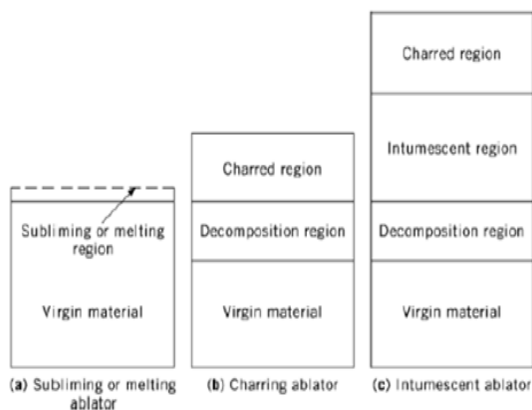 Subliming or melting
region
Virgin material
(a) Subliming or melting
ablator
Charred region
Decomposition region
Virgin material
(b) Charring ablator
Charred region
Intumescent region
Decomposition region
Virgin material
(c) Intumescent ablator